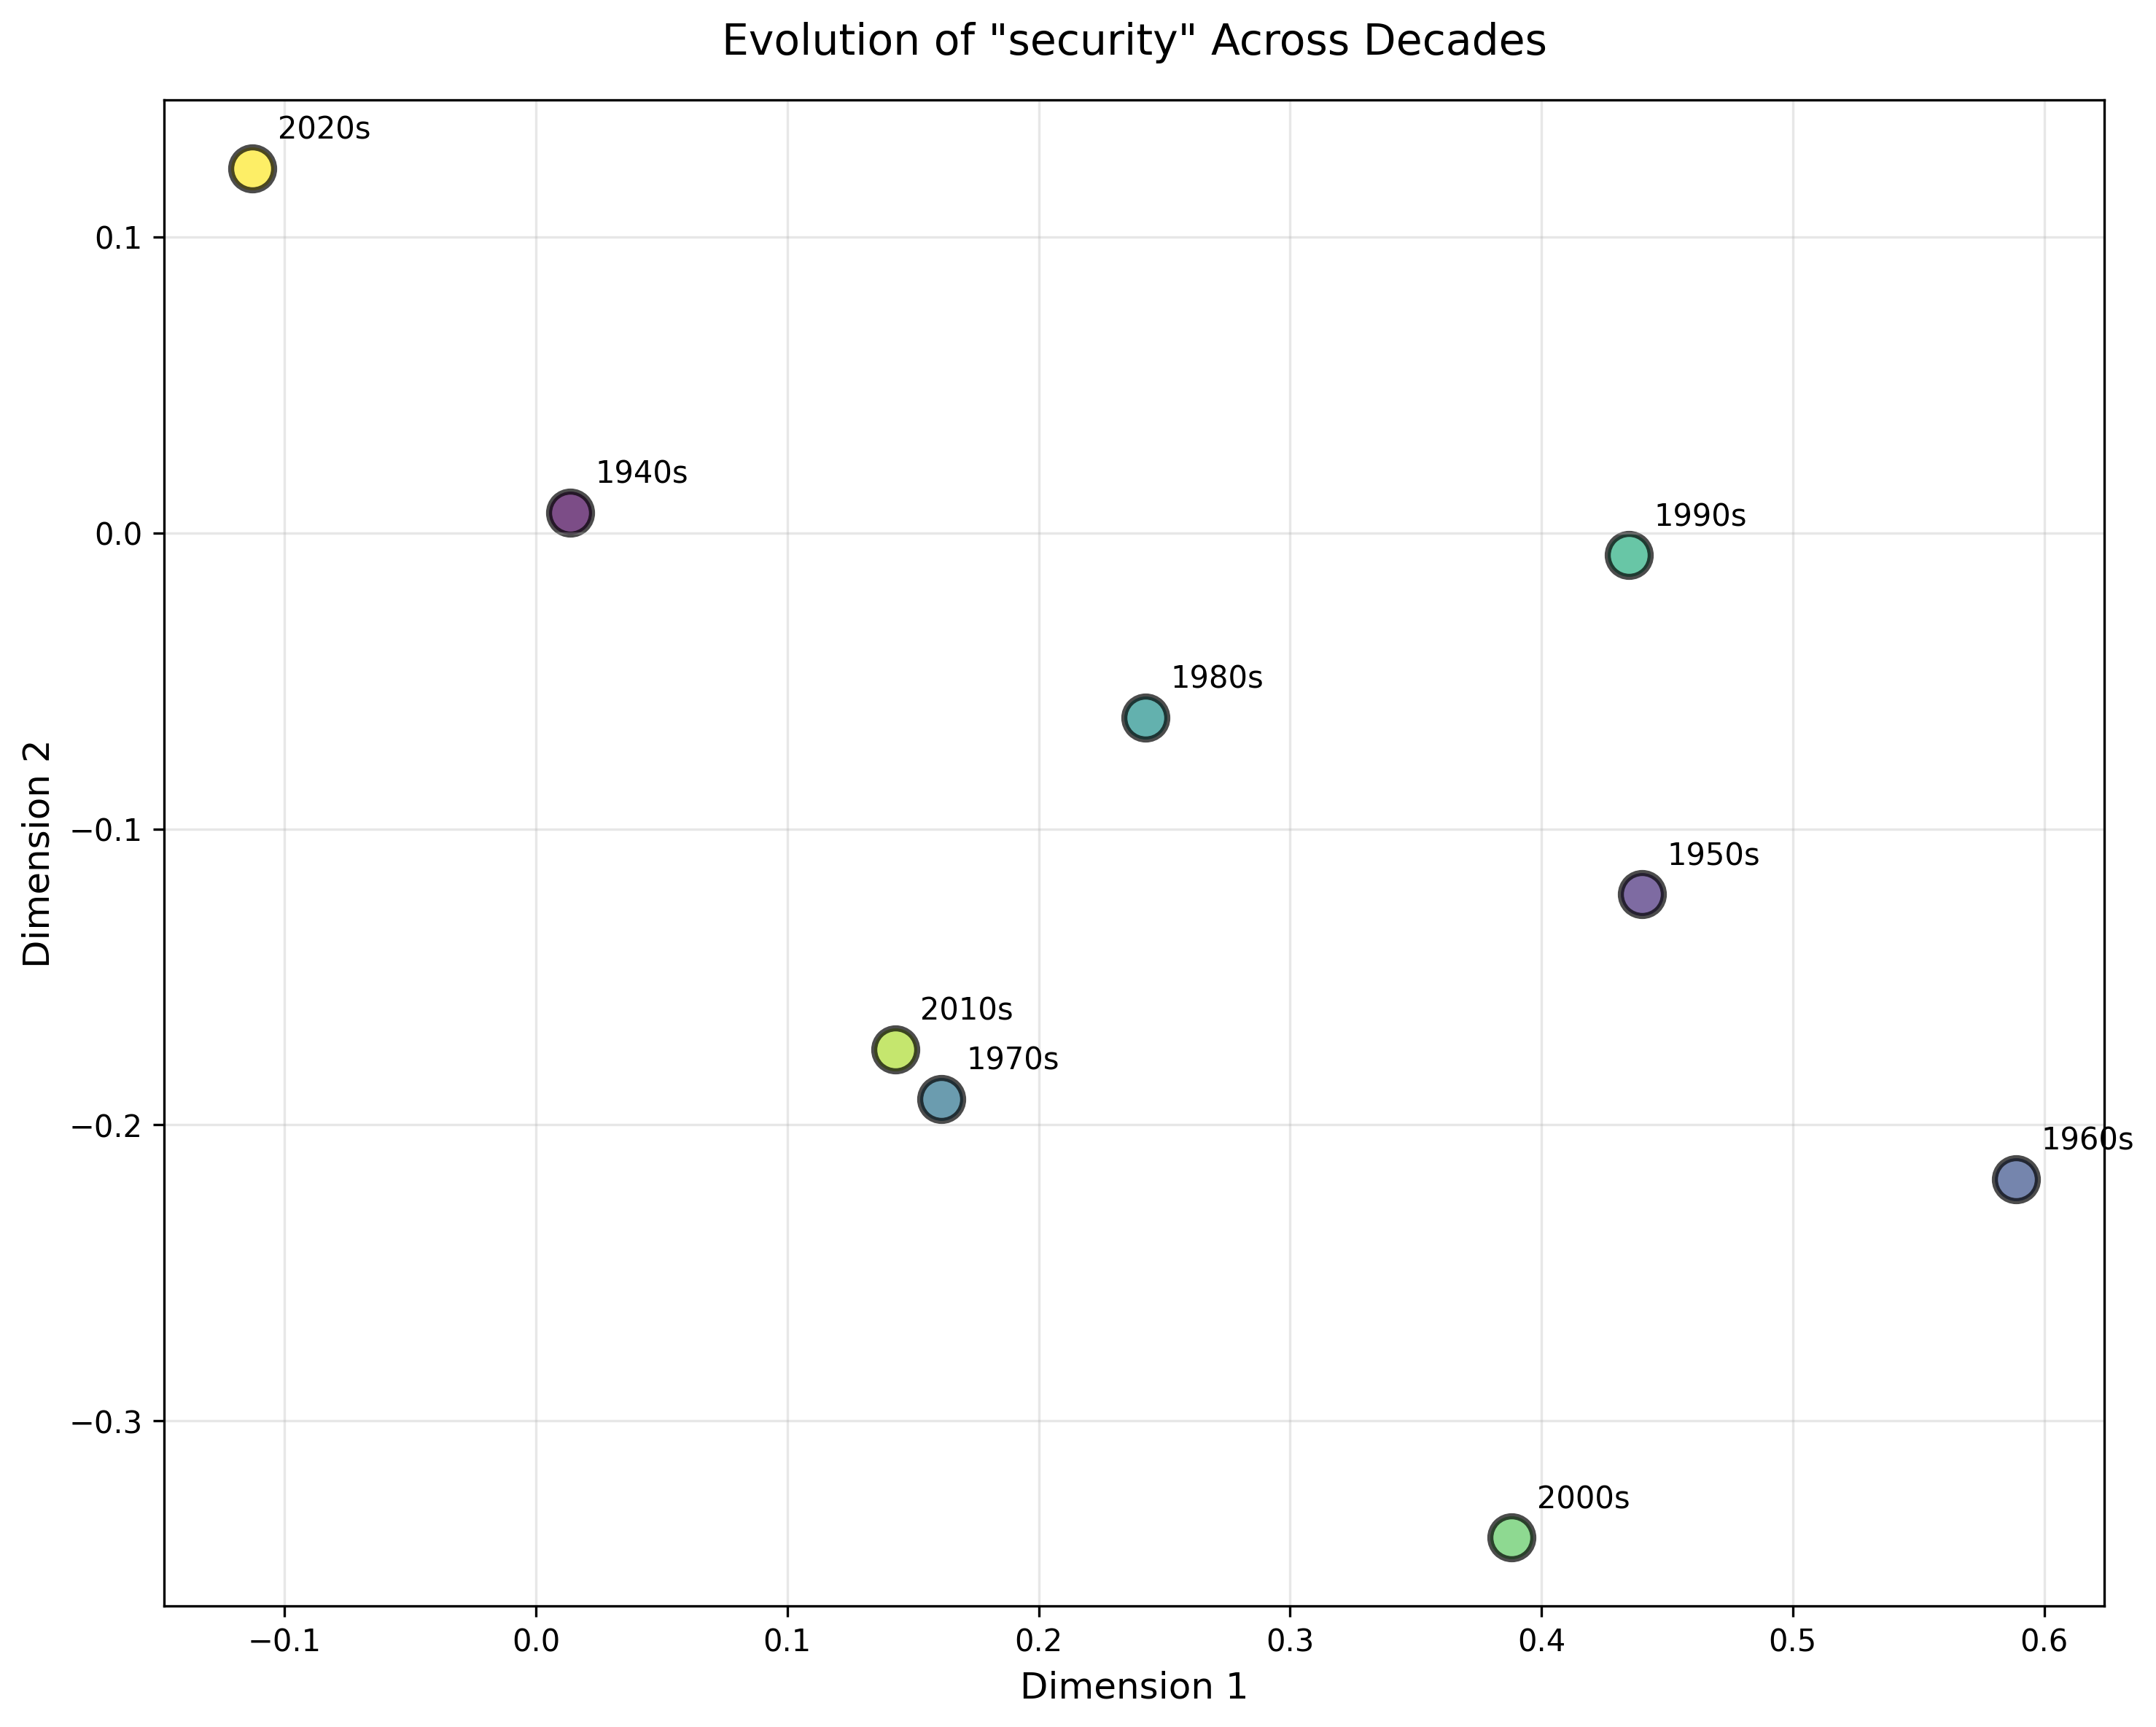 Evolution of "security" Across Decades
2020s
0.1
1940s
0.0
1990s
1980s
−0.1
1950s
Dimension 2
2010s
1970s
−0.2
1960s
−0.3
2000s
−0.1 0.0 0.1 0.2 0.3 0.4 0.5 0.6
Dimension 1